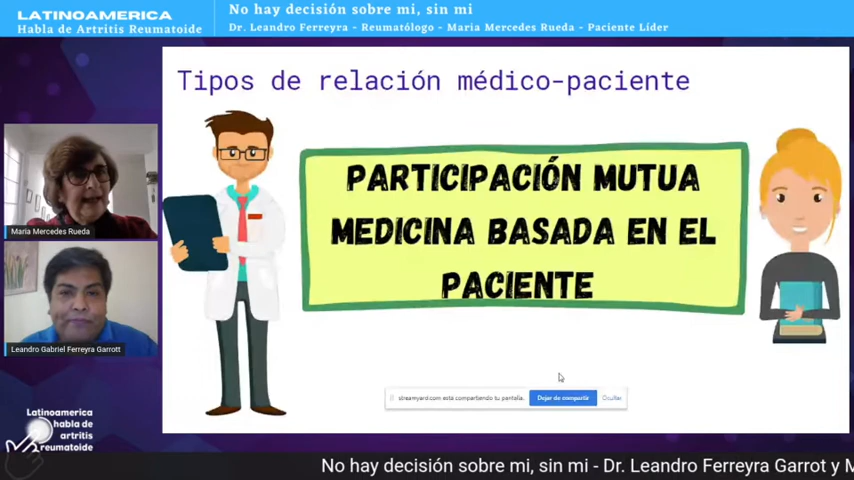 LATINOAMERICA
Habla de Artritis Reumatoide
No hay decisión sobre mi, sin mi
Dr. Leandro Ferreyra - Reumatólogo - Maria Mercedes Rueda - Paciente Líder
Tipos de relación médico-paciente
PARTICIPACIÓN MUTUA
MEDICINA BASADA EN EL
PACIENTE
María Mercedes Rueda
Leandro Gabriel Ferreyra Garrott
streamyard.com está compartiendo tu pantalla.
Dejar de compartir
Ocultar
Latinoamerica
habla de
artritis
reumatoide
No hay decisión sobre mi, sin mi - Dr. Leandro Ferreyra Garrot y M